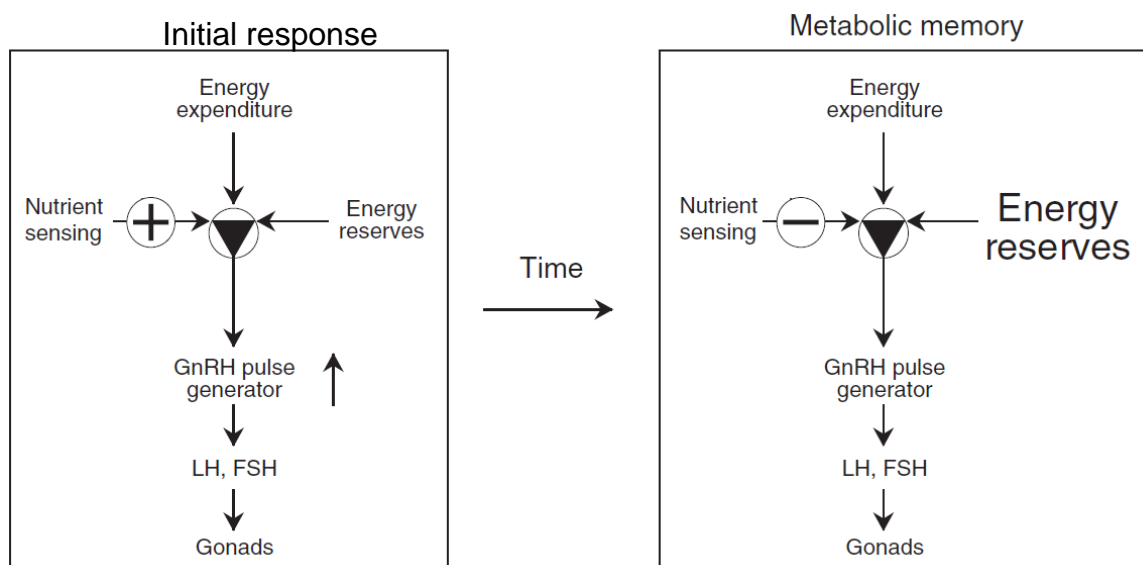 Initial response
Energy
expenditure
Nutrient
sensing
Energy
reserves
GnRH pulse
generator
LH, FSH
Gonads
Time
Metabolic memory
Energy
expenditure
Nutrient
sensing
Energy
reserves
GnRH pulse
generator
LH, FSH
Gonads